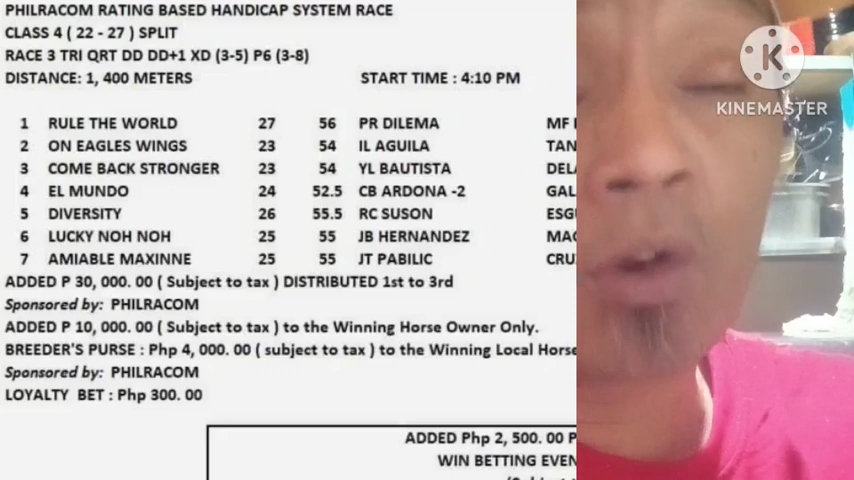 PHILRACOM RATING BASED HANDICAP SYSTEM RACE
CLASS 4 ( 22 - 27 ) SPLIT
RACE 3 TRI QRT DD DD+1 XD (3-5) P6 (3-8)
DISTANCE: 1, 400 METERS START TIME : 4:10 PM
1 RULE THE WORLD 27 56 PR DILEMA MF
2 ON EAGLES WINGS 23 54 IL AGUILA TAN
3 COME BACK STRONGER 23 54 YL BAUTISTA DEL
4 EL MUNDO 24 52.5 CB ARDONA -2 GAL
5 DIVERSITY 26 55.5 RC SUSON ESG
6 LUCKY NOH NOH 25 55 JB HERNANDEZ MA
7 AMIABLE MAXINNE 25 55 JT PABILIC CRU
ADDED P 30, 000. 00 ( Subject to tax ) DISTRIBUTED 1st to 3rd
Sponsored by: PHILRACOM
ADDED P 10, 000. 00 ( Subject to tax ) to the Winning Horse Owner Only.
BREEDER'S PURSE : Php 4, 000. 00 ( subject to tax ) to the Winning Local Horse
Sponsored by: PHILRACOM
LOYALTY BET : Php 300. 00
ADDED Php 2, 500. 00 P
WIN BETTING EVEN
K
KINEMASTER